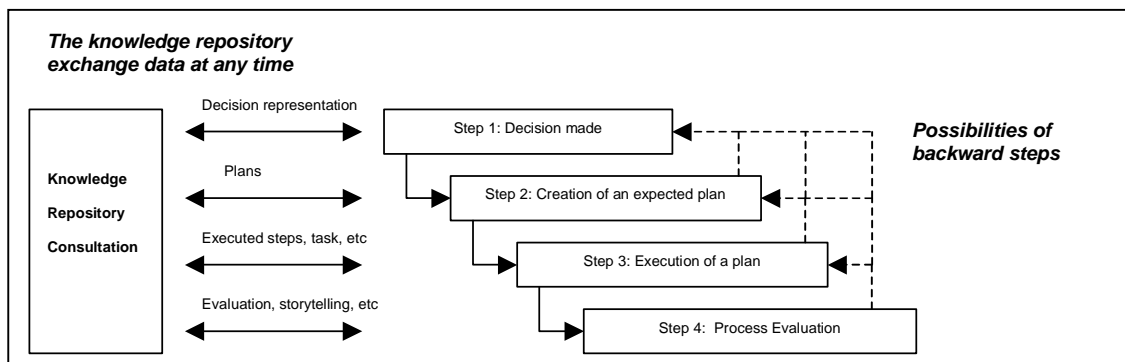 The knowledge repository
exchange data at any time
Decision representation
Step 1: Decision made
Possibilities of
backward steps
Knowledge
Repository
Consultation
Plans
Step 2: Creation of an expected plan
Executed steps, task, etc
Step 3: Execution of a plan
Evaluation, storytelling, etc
Step 4: Process Evaluation